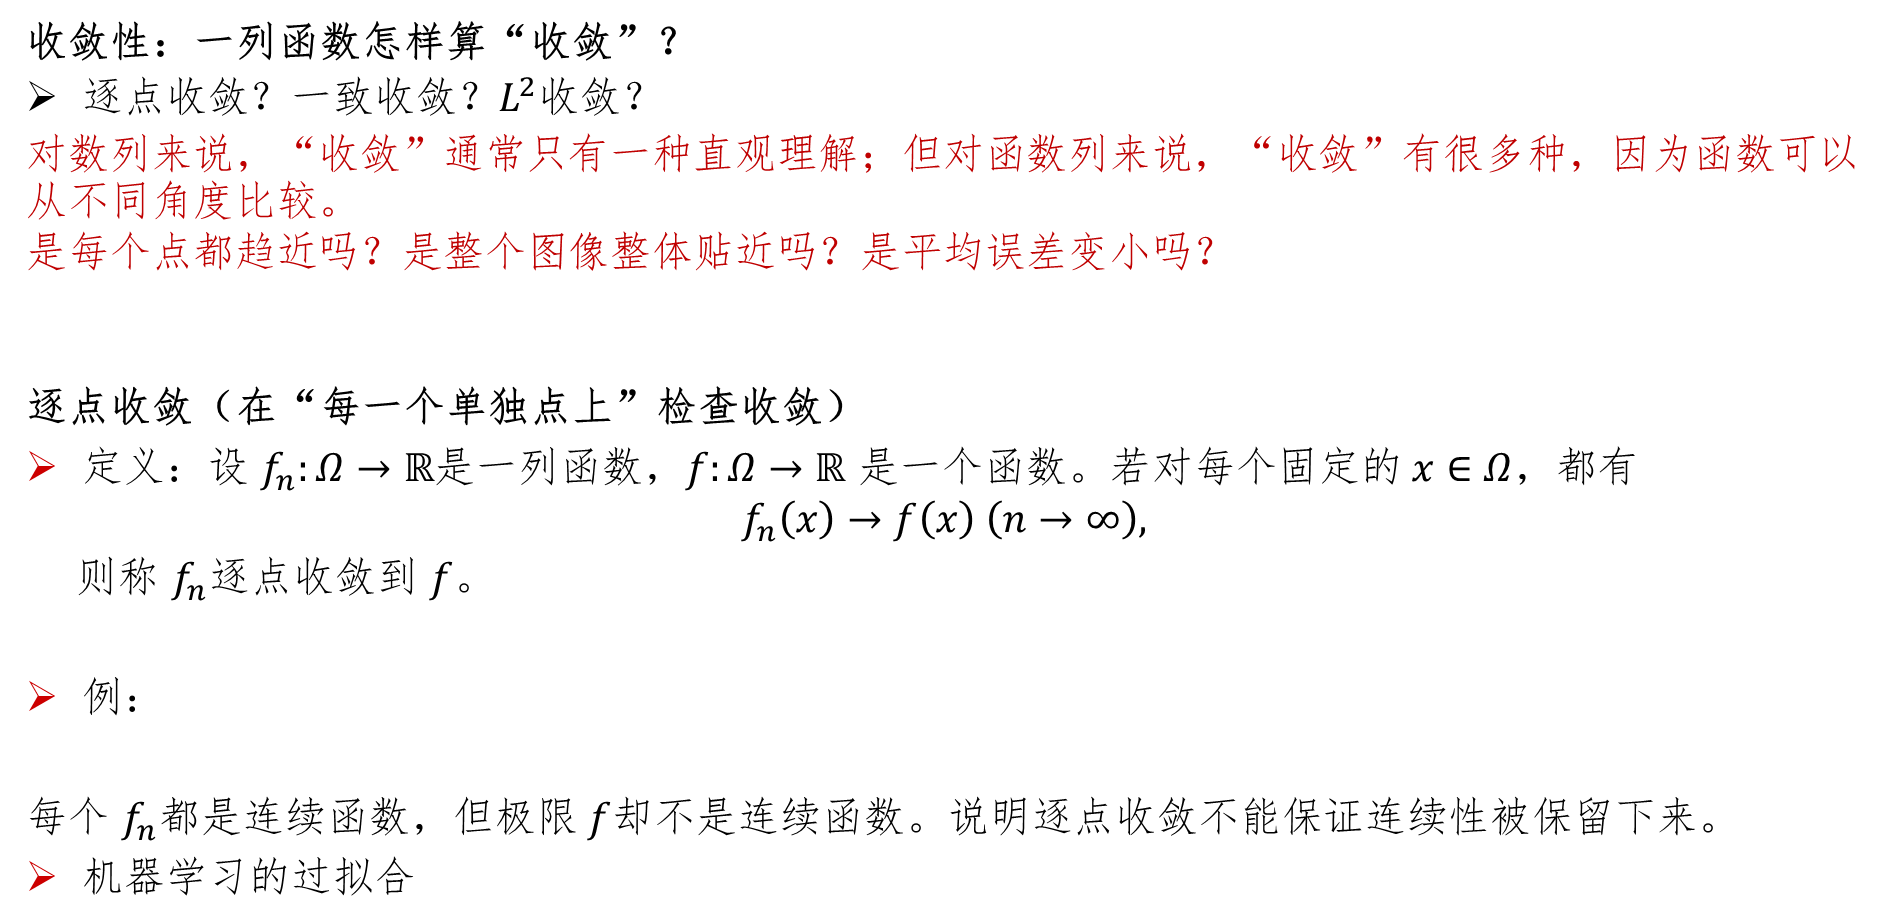 收敛性：一列函数怎样算“收敛”？
➢ 逐点收敛？一致收敛？L²收敛？
对数列来说，“收敛”通常只有一种直观理解；但对函数列来说，“收敛”有很多种，因为函数可以
从不同角度比较。
是每个点都趋近吗？是整个图像整体贴近吗？是平均误差变小吗？
逐点收敛（在“每一个单独点上”检查收敛）
➢ 定义：设 fₙ:Ω → ℝ是一列函数，f:Ω → ℝ 是一个函数。若对每个固定的 x ∈ Ω，都有
fₙ(x) → f(x) (n → ∞),
则称 fₙ逐点收敛到 f。
➢ 例：
每个 fₙ都是连续函数，但极限 f却不是连续函数。说明逐点收敛不能保证连续性被保留下来。
➢ 机器学习的过拟合